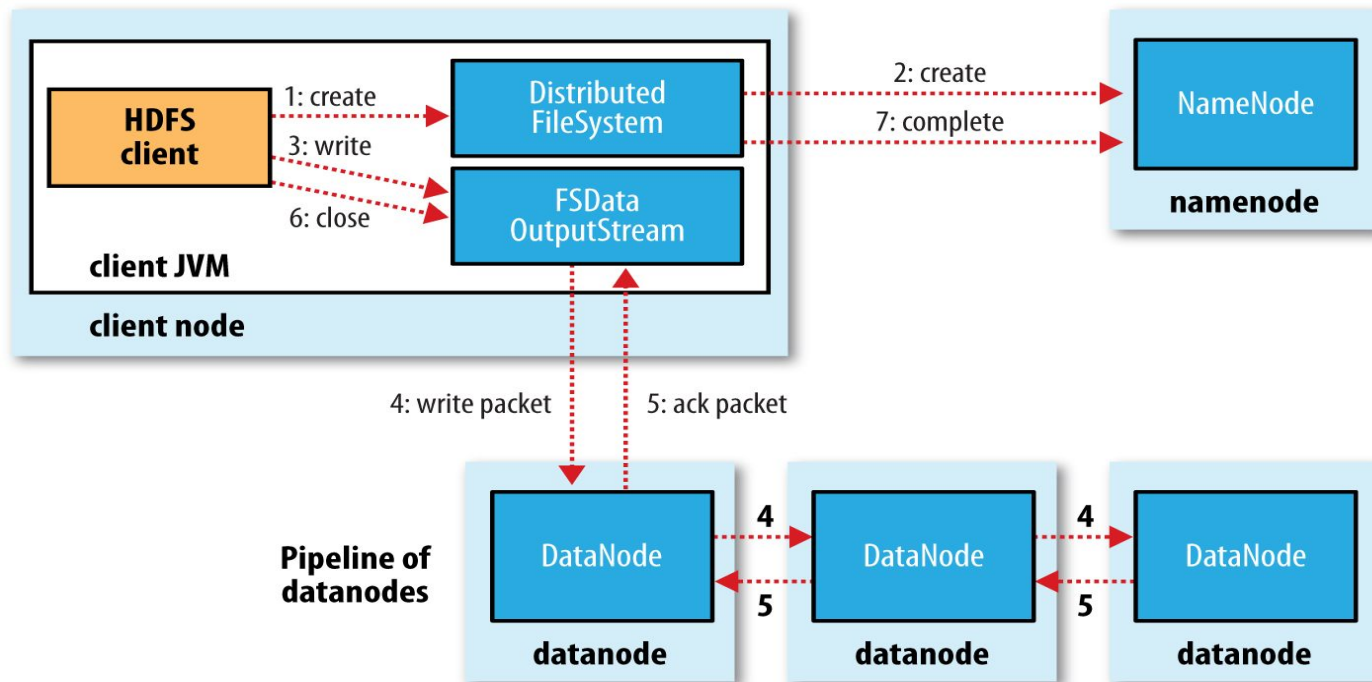 HDFS
client
1: create
3: write
6: close
Distributed
FileSystem
FSData
OutputStream
client JVM
client node
2: create
7: complete
NameNode
namenode
4: write packet
5: ack packet
Pipeline of
datanodes
DataNode
datanode
4
5
DataNode
datanode
4
5
DataNode
datanode